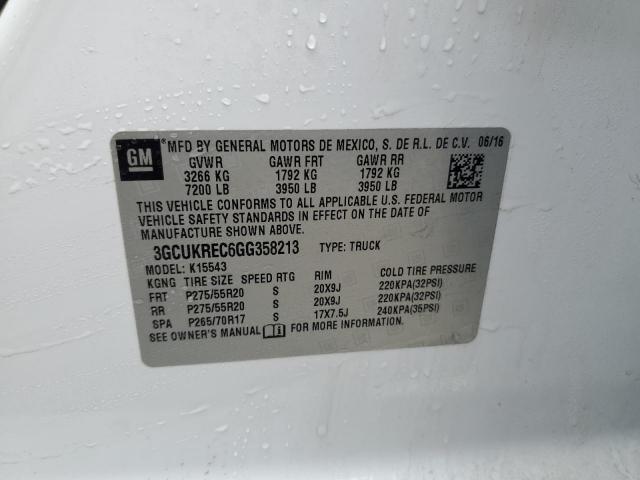 GM ® MFD BY GENERAL MOTORS DE MEXICO, S. DE R.L. DE C.V. 06/16
GVWR GAWR FRT GAWR RR
3266 KG 1792 KG 1792 KG
7200 LB 3950 LB 3950 LB
THIS VEHICLE CONFORMS TO ALL APPLICABLE U.S. FEDERAL MOTOR
VEHICLE SAFETY STANDARDS IN EFFECT ON THE DATE OF
MANUFACTURE SHOWN ABOVE.
3GCUKREC6GG358213 TYPE: TRUCK
MODEL: K15543
KGNG TIRE SIZE SPEED RTG RIM COLD TIRE PRESSURE
FRT P275/55R20 S 20X9J 220KPA(32PSI)
RR P275/55R20 S 20X9J 220KPA(32PSI)
SPA P265/70R17 S 17X7.5J 240KPA(35PSI)
SEE OWNER'S MANUAL FOR MORE INFORMATION